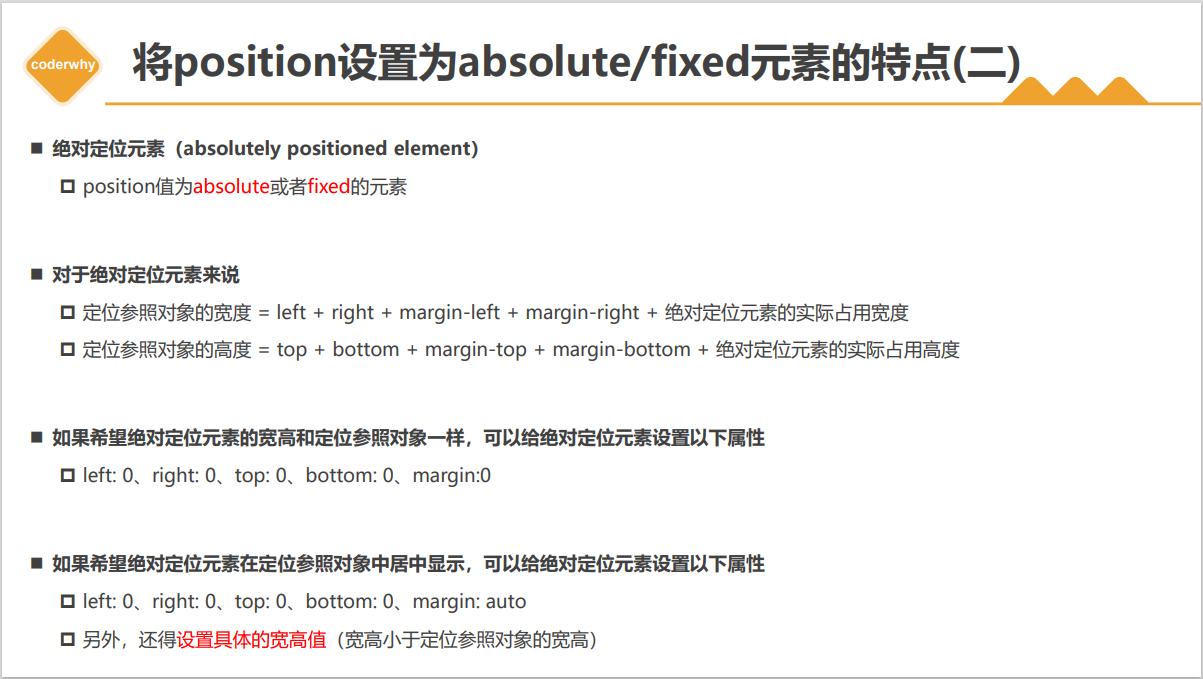 coderwhy
将position设置为absolute/fixed元素的特点(二)
绝对定位元素（absolutely positioned element）
position值为absolute或者fixed的元素
对于绝对定位元素来说
定位参照对象的宽度 = left + right + margin-left + margin-right + 绝对定位元素的实际占用宽度
定位参照对象的高度 = top + bottom + margin-top + margin-bottom + 绝对定位元素的实际占用高度
如果希望绝对定位元素的宽高和定位参照对象一样，可以给绝对定位元素设置以下属性
left: 0、right: 0、top: 0、bottom: 0、margin:0
如果希望绝对定位元素在定位参照对象中居中显示，可以给绝对定位元素设置以下属性
left: 0、right: 0、top: 0、bottom: 0、margin: auto
另外，还得设置具体的宽高值（宽高小于定位参照对象的宽高）